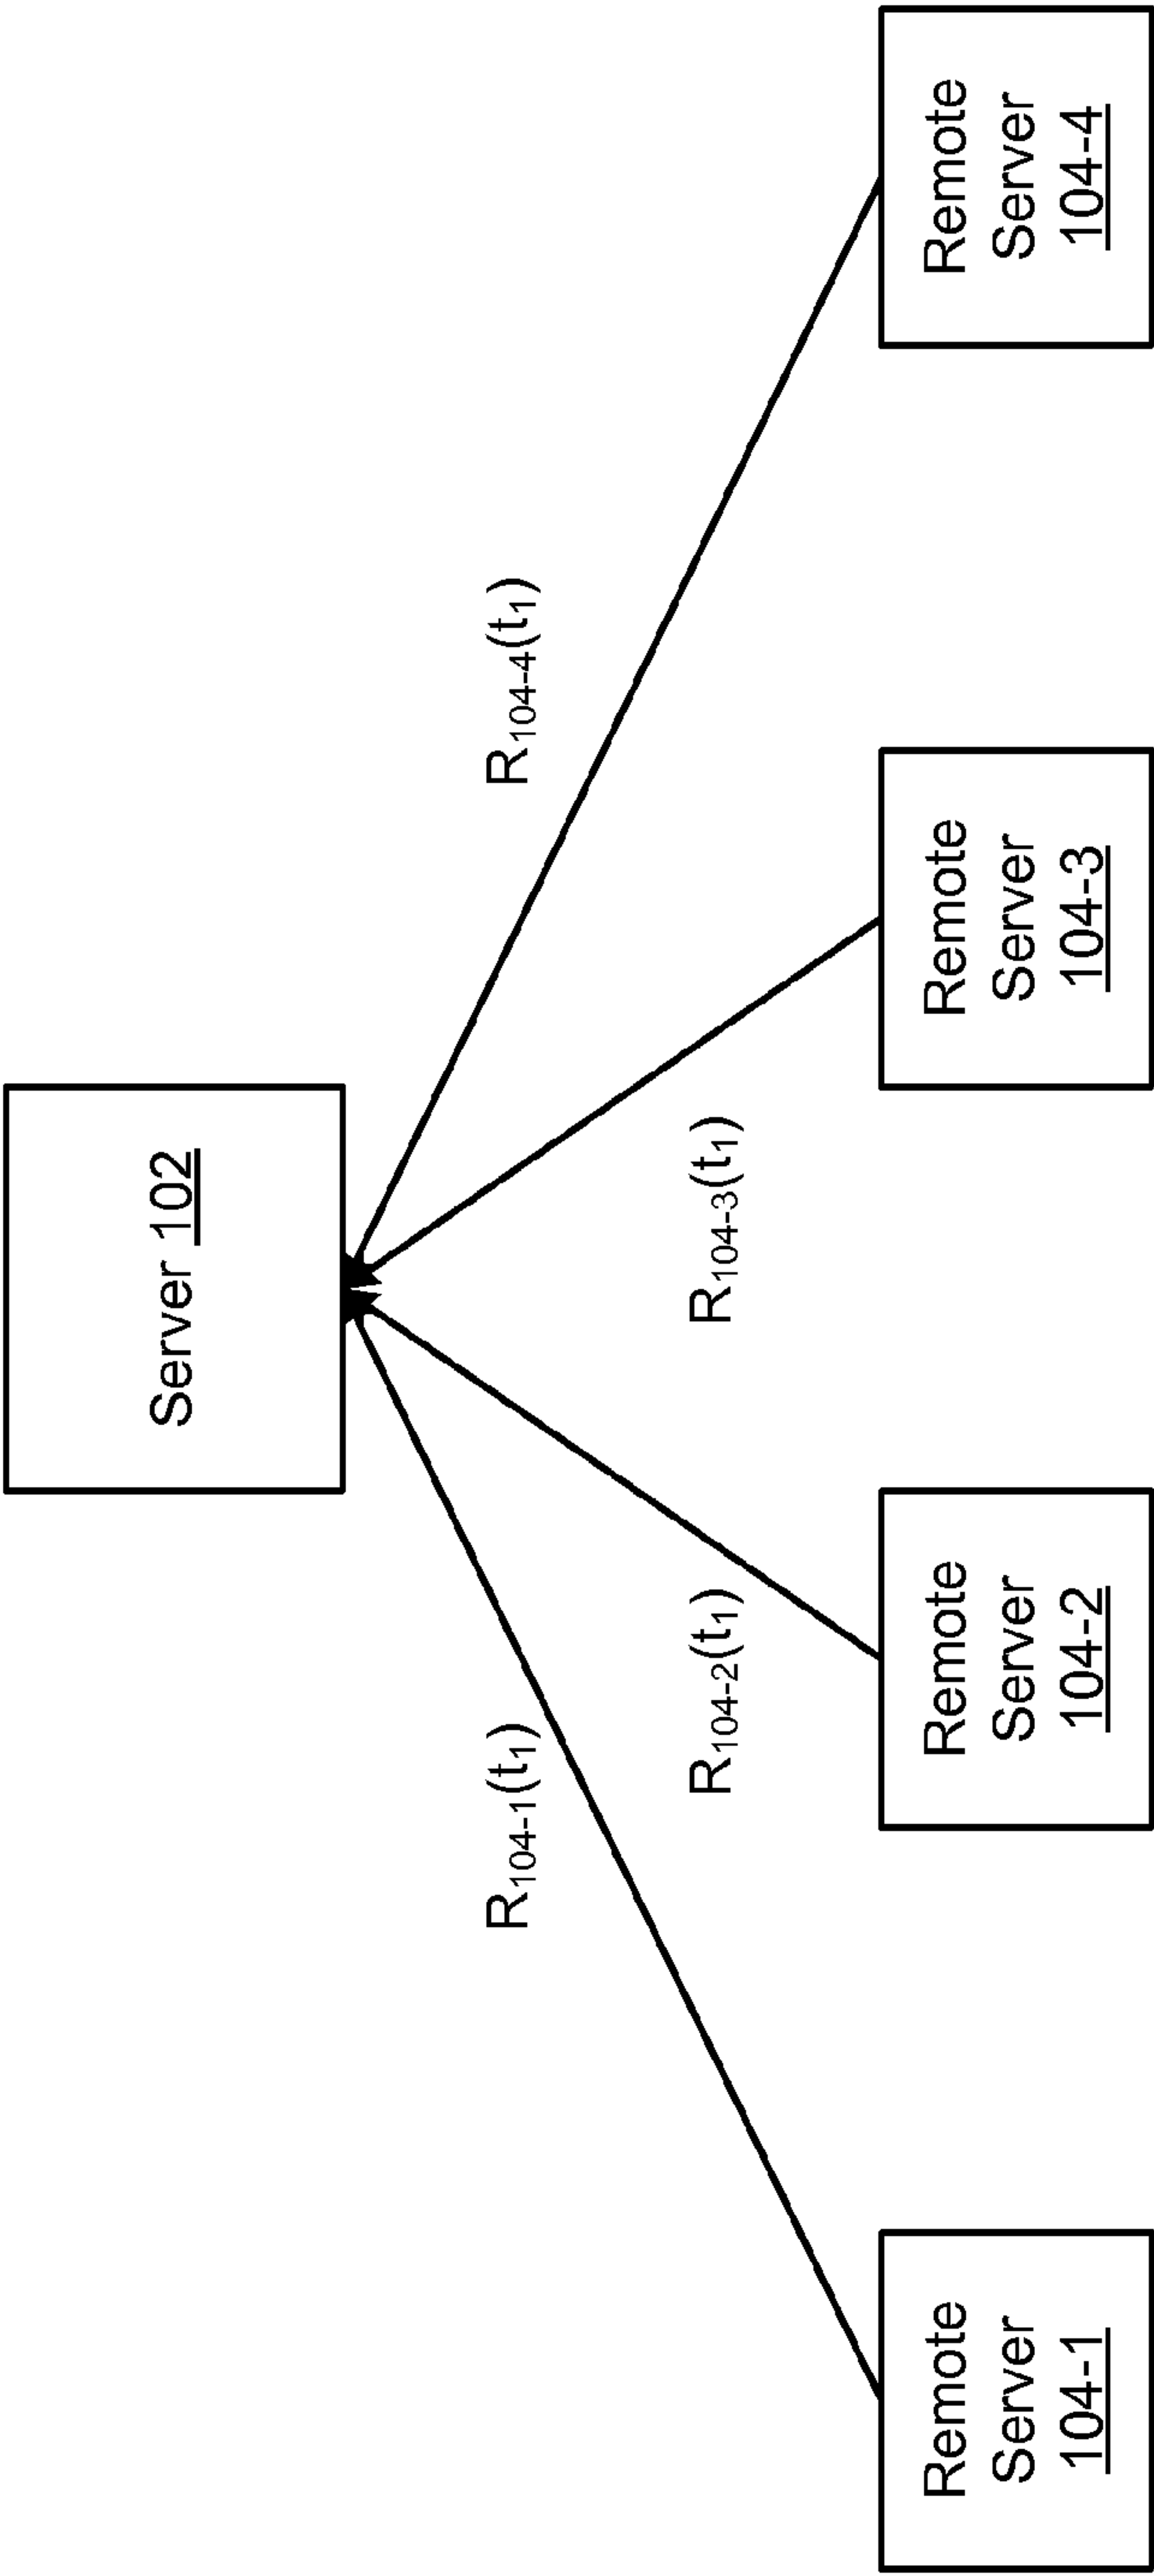 Server 102
R₁₀₄₋₁(t₁)
R₁₀₄₋₄(t₁)
R₁₀₄₋₂(t₁)
R₁₀₄₋₃(t₁)
Remote
Server
104-1
Remote
Server
104-2
Remote
Server
104-3
Remote
Server
104-4